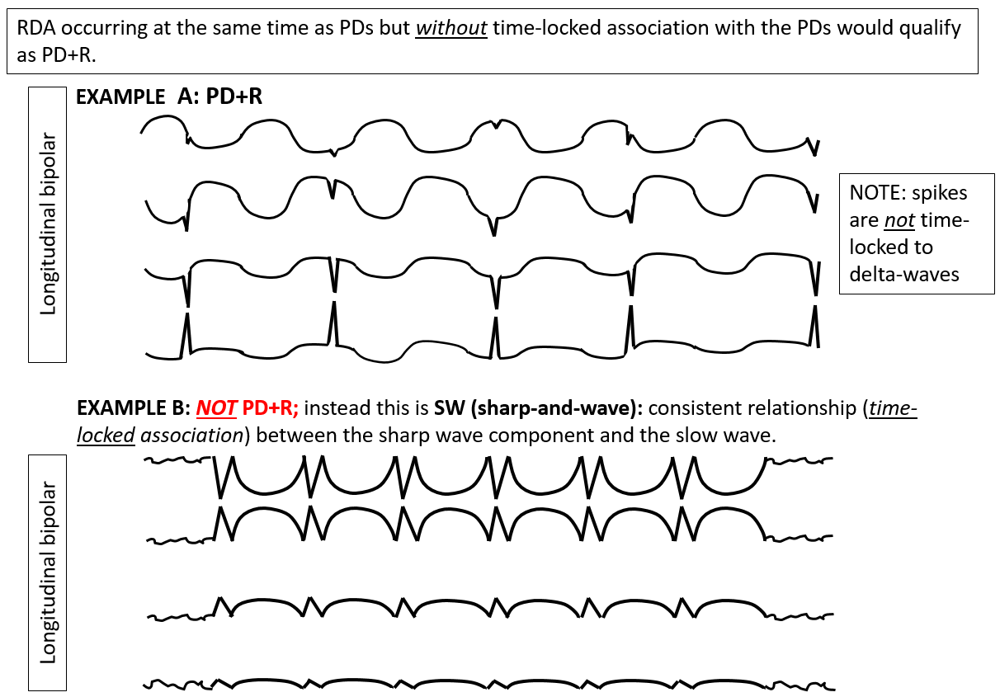 RDA occurring at the same time as PDs but without time-locked association with the PDs would qualify
as PD+R.
EXAMPLE A: PD+R
Longitudinal bipolar
NOTE: spikes
are not time-
locked to
delta-waves
EXAMPLE B: NOT PD+R; instead this is SW (sharp-and-wave): consistent relationship (time-
locked association) between the sharp wave component and the slow wave.
Longitudinal bipolar